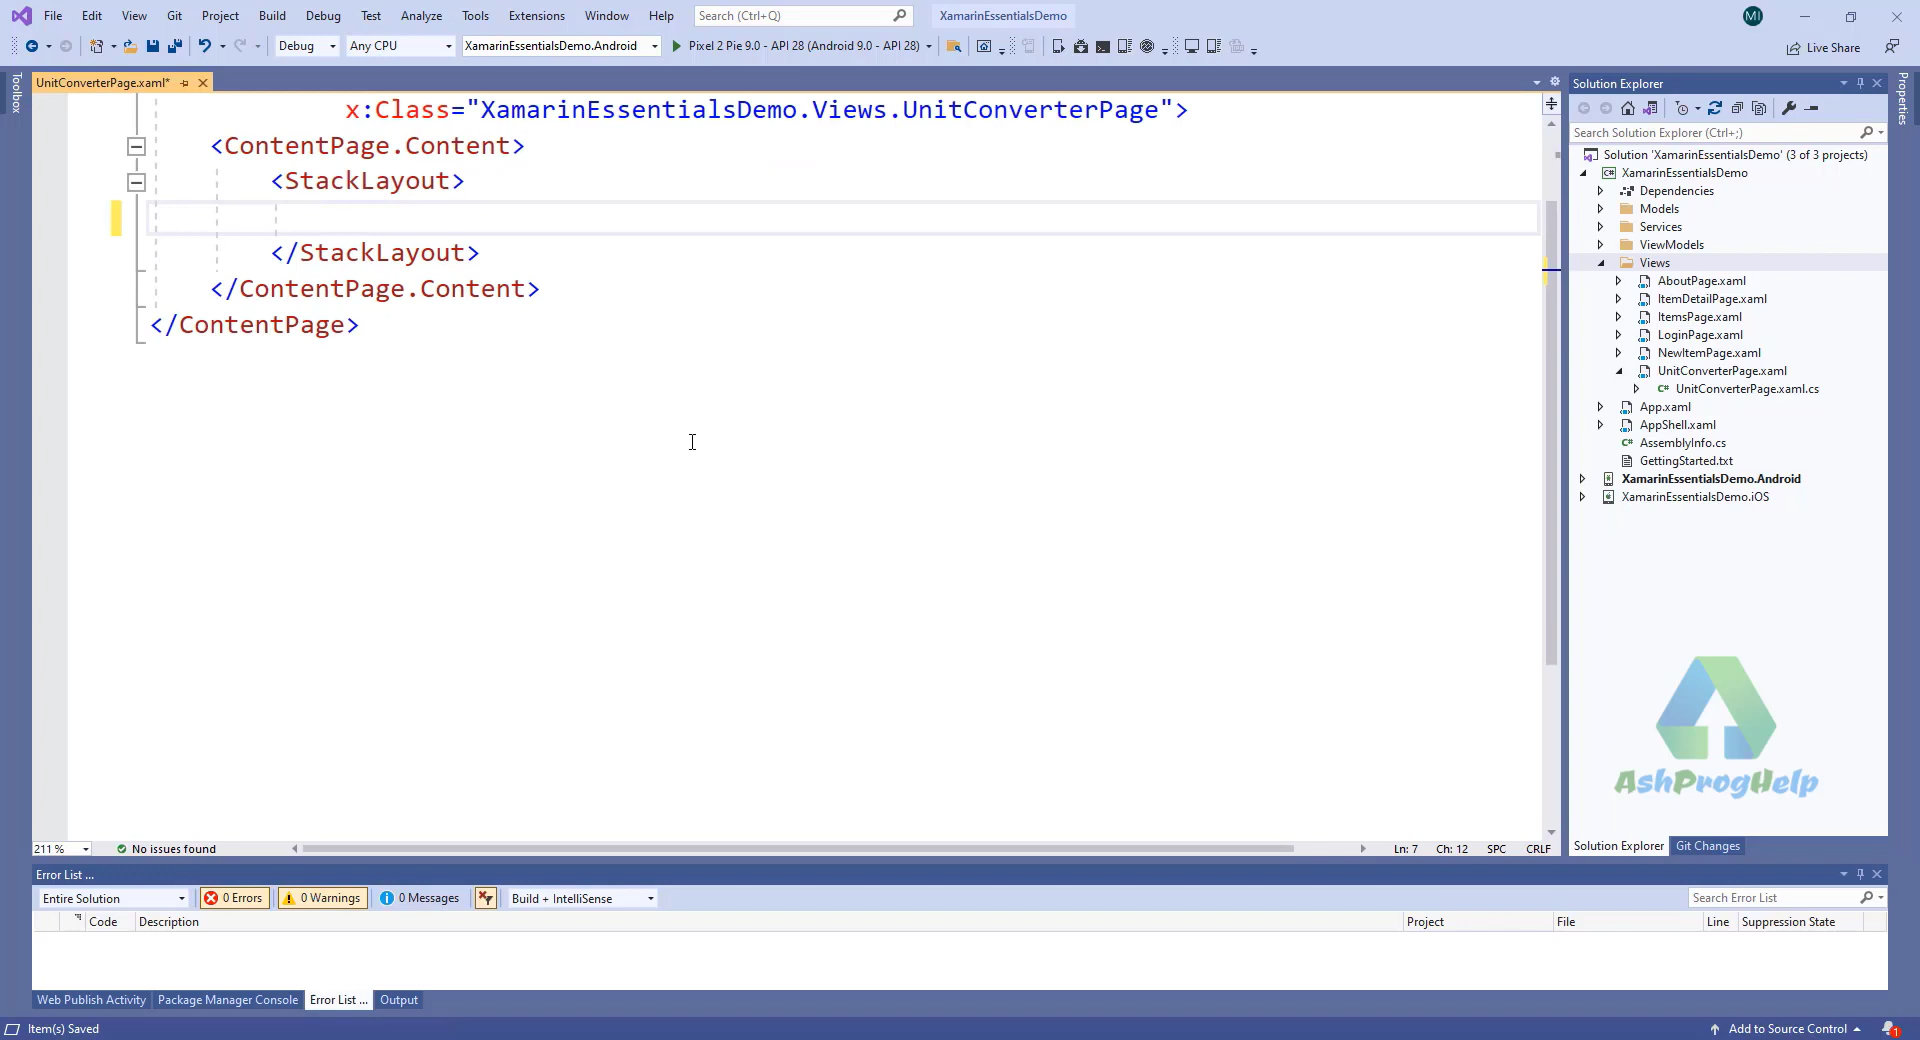 File Edit View Git Project Build Debug Test Analyze Tools Extensions Window Help Search (Ctrl+Q) XamarinEssentialsDemo MI
Debug Any CPU XamarinEssentialsDemo.Android Pixel 2 Pie 9.0 - API 28 (Android 9.0 - API 28) Live Share
Toolbox
UnitConverterPage.xaml*
x:Class="XamarinEssentialsDemo.Views.UnitConverterPage">
<ContentPage.Content>
<StackLayout>
</StackLayout>
</ContentPage.Content>
</ContentPage>
211 % No issues found Ln: 7 Ch: 12 SPC CRLF
Solution Explorer
Search Solution Explorer (Ctrl+;)
Solution 'XamarinEssentialsDemo' (3 of 3 projects)
XamarinEssentialsDemo
Dependencies
Models
Services
ViewModels
Views
AboutPage.xaml
ItemDetailPage.xaml
ItemsPage.xaml
LoginPage.xaml
NewItemPage.xaml
UnitConverterPage.xaml
C# UnitConverterPage.xaml.cs
App.xaml
AppShell.xaml
C# AssemblyInfo.cs
GettingStarted.txt
XamarinEssentialsDemo.Android
XamarinEssentialsDemo.iOS
AshProgHelp
Solution Explorer Git Changes
Properties
Error List ...
Entire Solution 0 Errors 0 Warnings 0 Messages Build + IntelliSense Search Error List
Code Description Project File Line Suppression State
Web Publish Activity Package Manager Console Error List ... Output
Item(s) Saved Add to Source Control 1